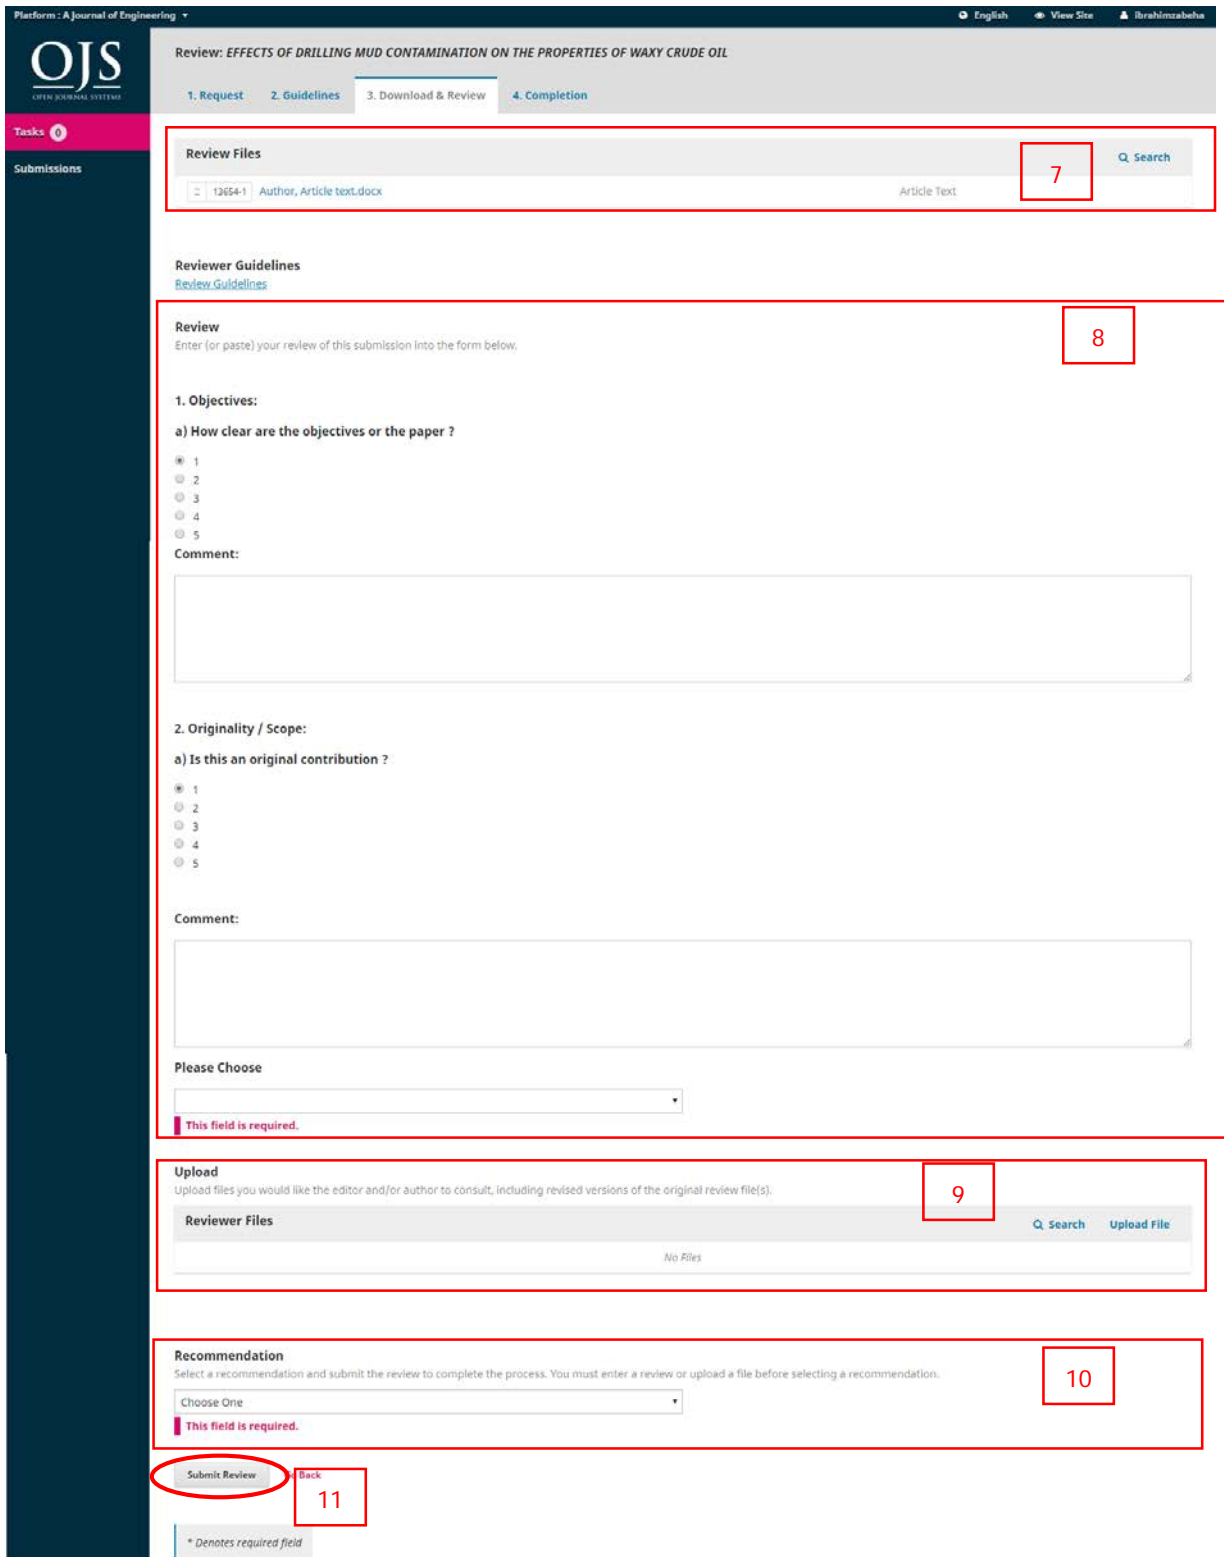 Platform : A Journal of Engineering
English View Site ibrahimzabeha
OJS
OPEN JOURNAL SYSTEMS
Tasks 0
Submissions
Review: EFFECTS OF DRILLING MUD CONTAMINATION ON THE PROPERTIES OF WAXY CRUDE OIL
1. Request 2. Guidelines 3. Download & Review 4. Completion
Review Files
7
Search
13654-1 Author, Article text.docx Article Text
Reviewer Guidelines
Review Guidelines
8
Review
Enter (or paste) your review of this submission into the form below.
1. Objectives:
a) How clear are the objectives or the paper ?
1
2
3
4
5
Comment:
2. Originality / Scope:
a) Is this an original contribution ?
1
2
3
4
5
Comment:
Please Choose
This field is required.
Upload
Upload files you would like the editor and/or author to consult, including revised versions of the original review file(s).
9
Reviewer Files
Search Upload File
No Files
Recommendation
Select a recommendation and submit the review to complete the process. You must enter a review or upload a file before selecting a recommendation.
10
Choose One
This field is required.
Submit Review Back
11
* Denotes required field